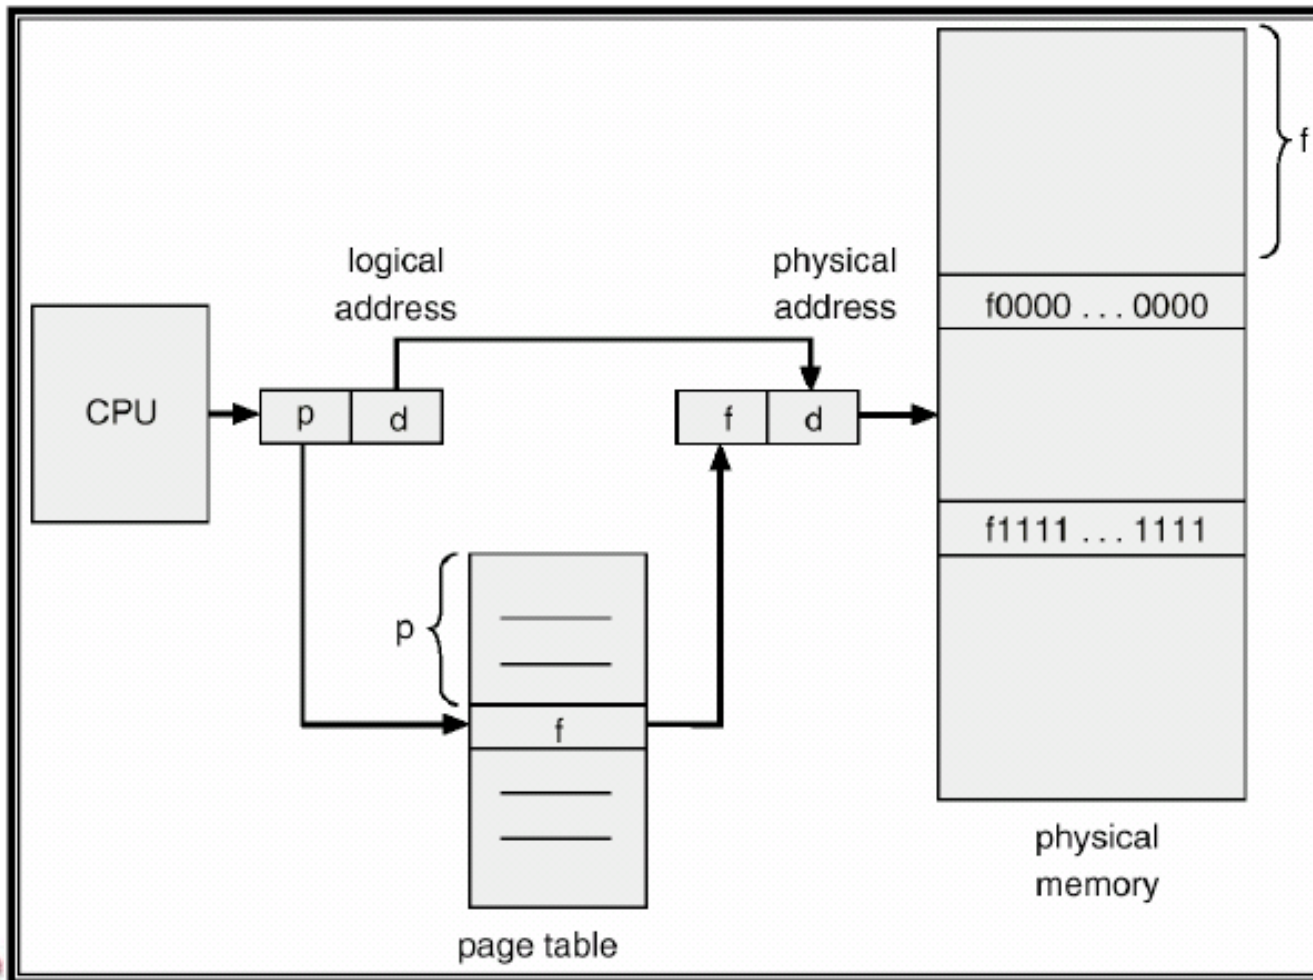 f
f0000 . . . 0000
logical
address
physical
address
CPU
p
d
f
d
f1111 . . . 1111
p
f
physical
memory
page table